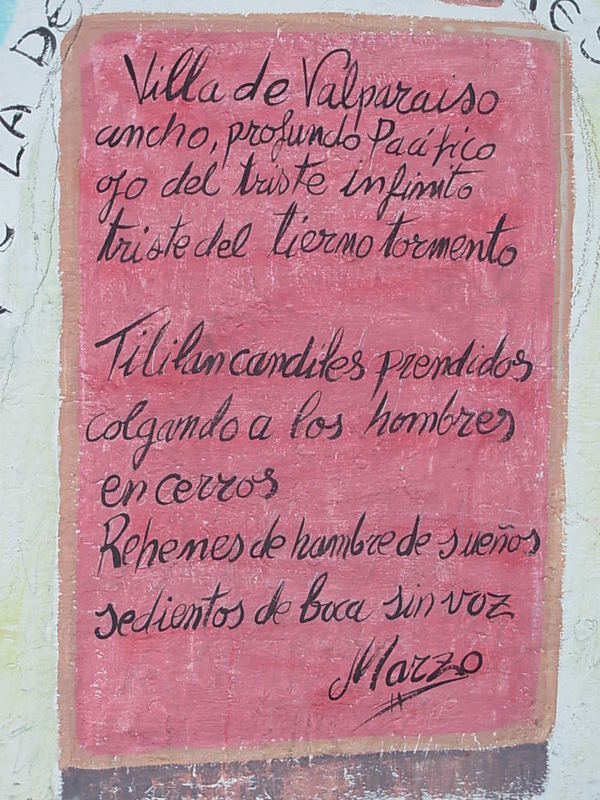 Villa de Valparaiso
ancho, profundo Pacífico
ojo del triste infinito
triste del tierno tormento
Tililan candiles prendidos
colgando a los hombres
en cerros
Rehenes de hambre de sueños
sedientos de boca sin voz
Marzo